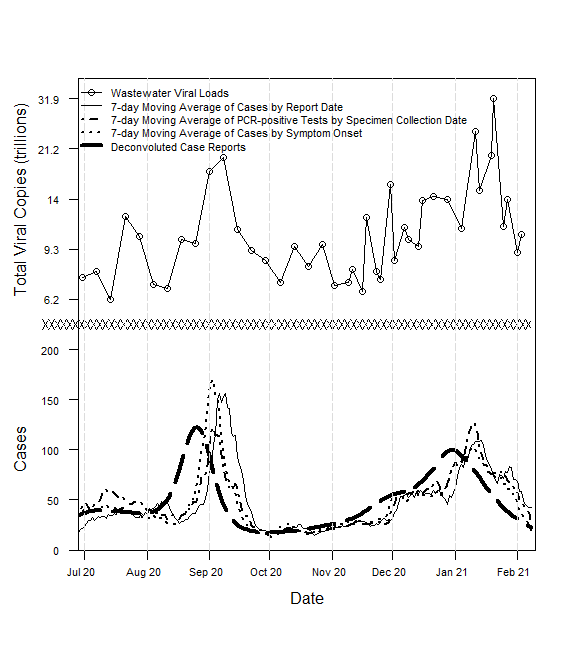 Wastewater Viral Loads
7-day Moving Average of Cases by Report Date
7-day Moving Average of PCR-positive Tests by Specimen Collection Date
7-day Moving Average of Cases by Symptom Onset
Deconvoluted Case Reports
Total Viral Copies (trillions)
31.9
21.2
14
9.3
6.2
Cases
200
150
100
50
0
Jul 20 Aug 20 Sep 20 Oct 20 Nov 20 Dec 20 Jan 21 Feb 21
Date